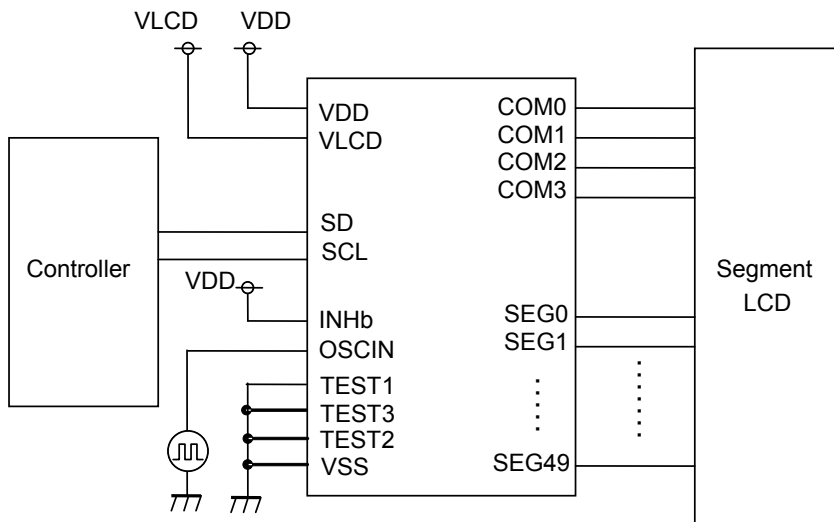 VLCD
VDD
VDD
VLCD
SD
SCL
VDD
INHb
OSCIN
TEST1
TEST3
TEST2
VSS
COM0
COM1
COM2
COM3
SEG0
SEG1
SEG49
Controller
Segment
LCD